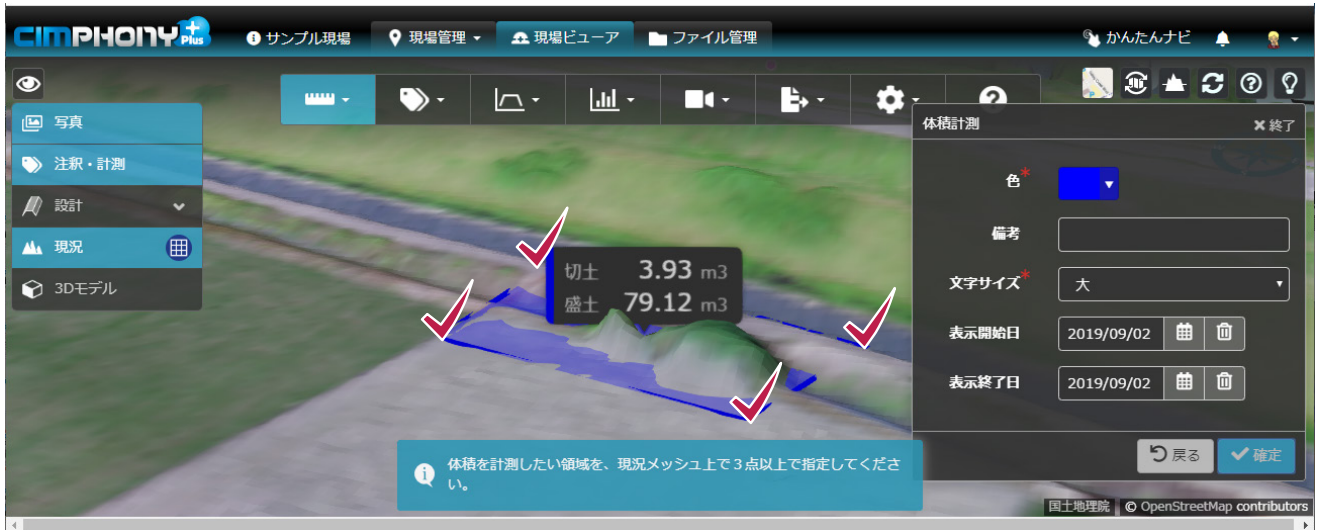 CIMPHONY Plus
サンプル現場
現場管理
現場ビューア
ファイル管理
かんたんナビ
写真
注釈・計測
設計
現況
3Dモデル
切土 3.93 m3
盛土 79.12 m3
体積計測
×終了
色*
備考
文字サイズ*
大
表示開始日
2019/09/02
表示終了日
2019/09/02
戻る
確定
体積を計測したい領域を、現況メッシュ上で３点以上で指定してくださ
い。
国土地理院
© OpenStreetMap contributors